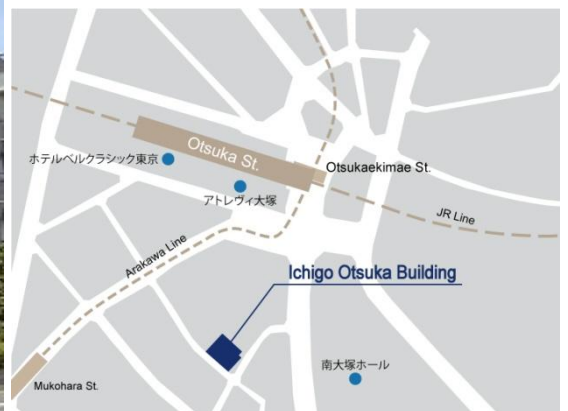 Otsuka St.
ホテルベルクラシック東京
Otsukaekimae St.
アトレヴィ大塚
JR Line
Arakawa Line
Ichigo Otsuka Building
南大塚ホール
Mukohara St.